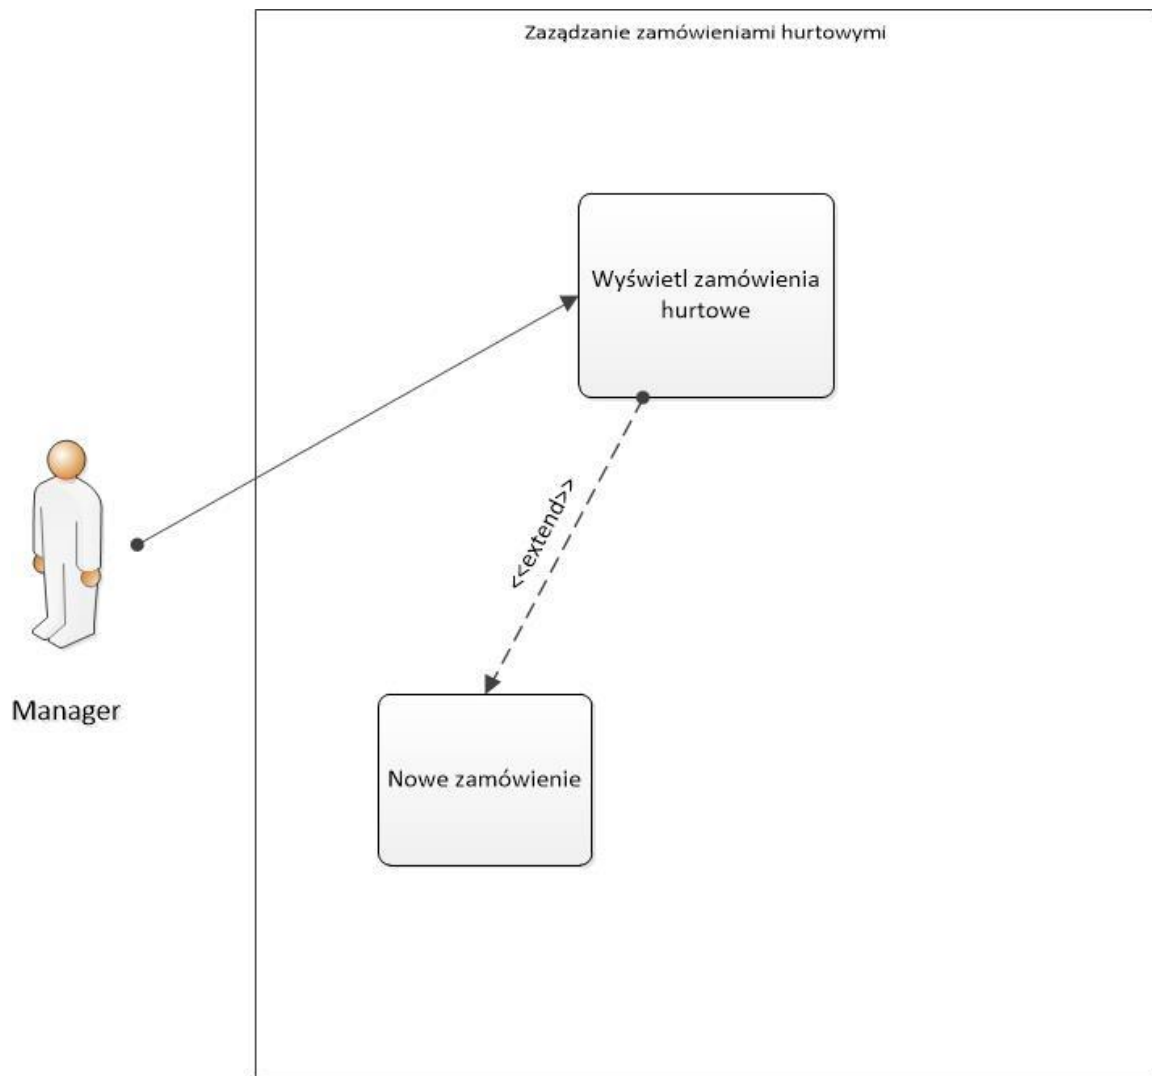 Zaządzanie zamówieniami hurtowymi
Wyświetl zamówienia
hurtowe
<<extend>>
Manager
Nowe zamówienie